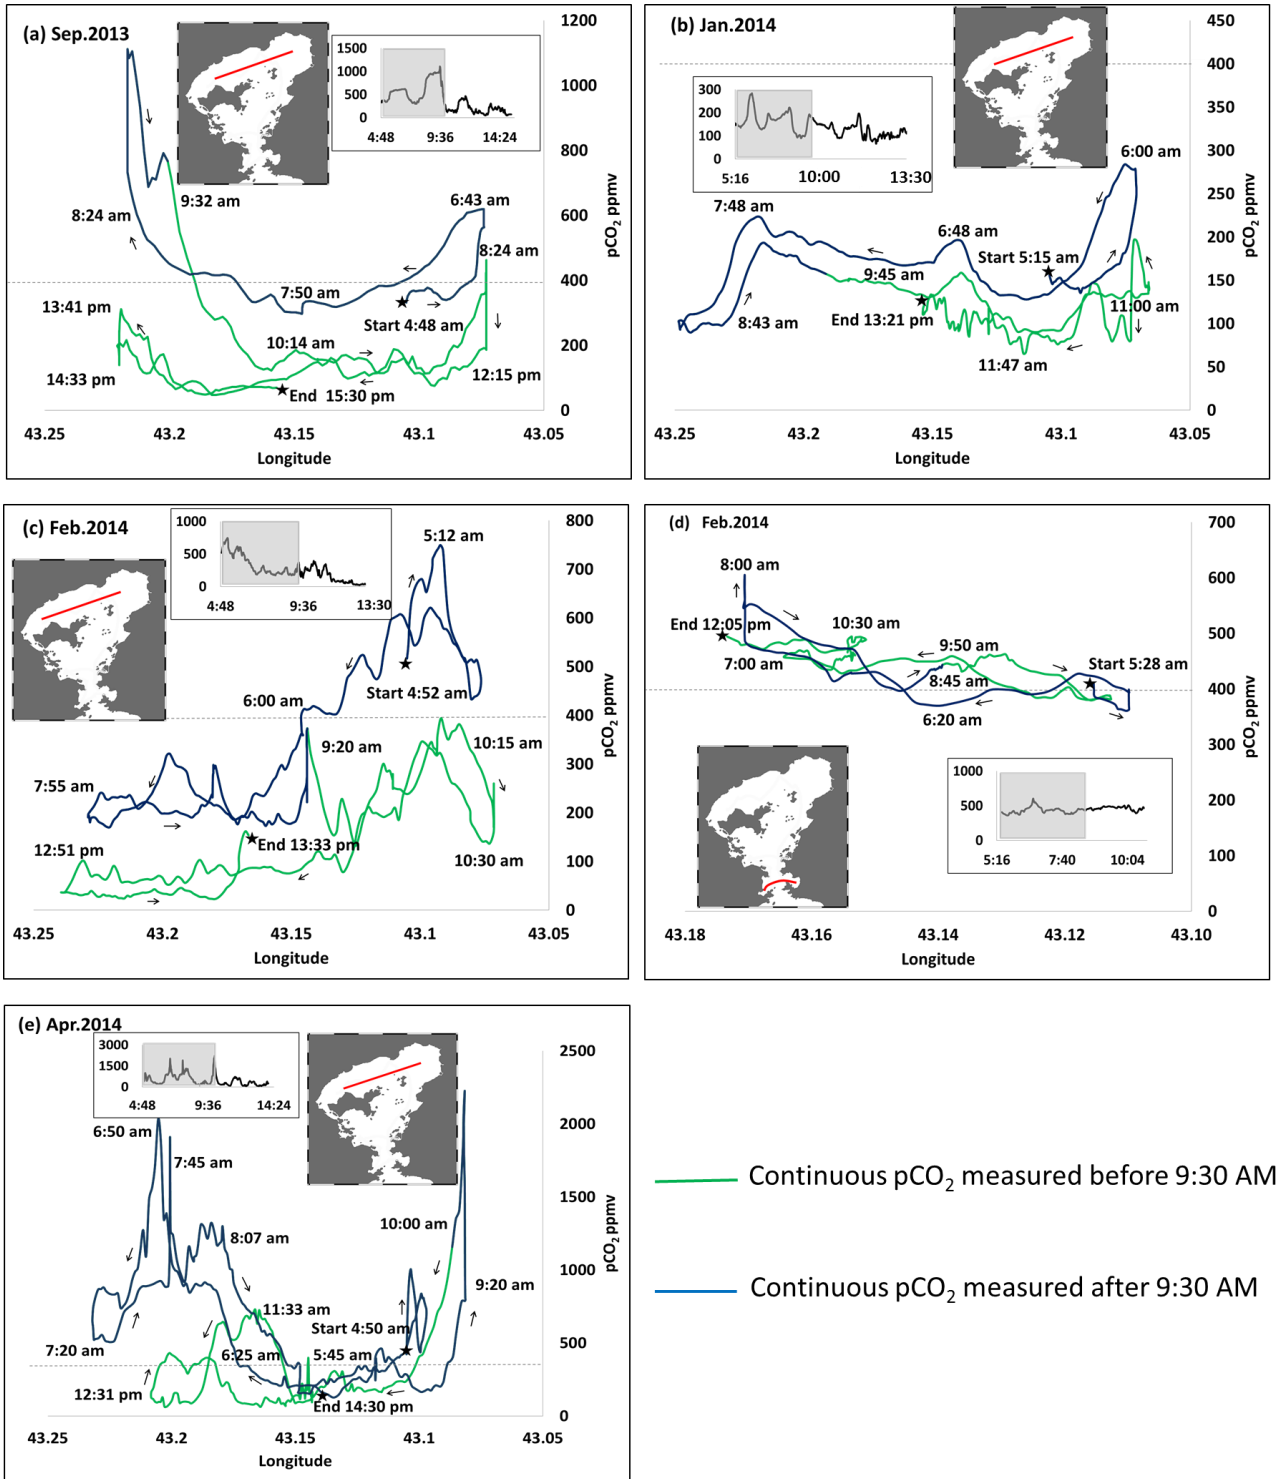 (a) Sep.2013
1500
1000
500
0
4:48
9:36
14:24
1200
1000
800
600
400
200
0
pCO2 ppmv
9:32 am
8:24 am
6:43 am
8:24 am
7:50 am
Start 4:48 am
13:41 pm
10:14 am
14:33 pm
12:15 pm
End 15:30 pm
43.25
43.2
43.15
43.1
43.05
Longitude
(b) Jan.2014
300
200
100
0
5:16
10:00
13:30
450
400
350
300
250
200
150
100
50
0
pCO2 ppmv
6:00 am
7:48 am
6:48 am
Start 5:15 am
9:45 am
11:00 am
End 13:21 pm
8:43 am
11:47 am
43.25
43.2
43.15
43.1
43.05
Longitude
(c) Feb.2014
1000
500
0
4:48
9:36
13:30
800
700
600
500
400
300
200
100
0
pCO2 ppmv
5:12 am
Start 4:52 am
6:00 am
9:20 am
10:15 am
7:55 am
12:51 pm
End 13:33 pm
10:30 am
43.25
43.2
43.15
43.1
43.05
Longitude
(d) Feb.2014
700
600
500
400
300
200
100
0
pCO2 ppmv
8:00 am
End 12:05 pm
10:30 am
7:00 am
9:50 am
Start 5:28 am
8:45 am
6:20 am
1000
500
0
5:16
7:40
10:04
43.18
43.16
43.14
43.12
43.10
Longitude
(e) Apr.2014
3000
1500
0
4:48
9:36
14:24
2500
2000
1500
1000
500
0
pCO2 ppmv
6:50 am
7:45 am
10:00 am
8:07 am
9:20 am
11:33 am
Start 4:50 am
7:20 am
6:25 am
5:45 am
12:31 pm
End 14:30 pm
43.25
43.2
43.15
43.1
43.05
Longitude
Continuous pCO2 measured before 9:30 AM
Continuous pCO2 measured after 9:30 AM